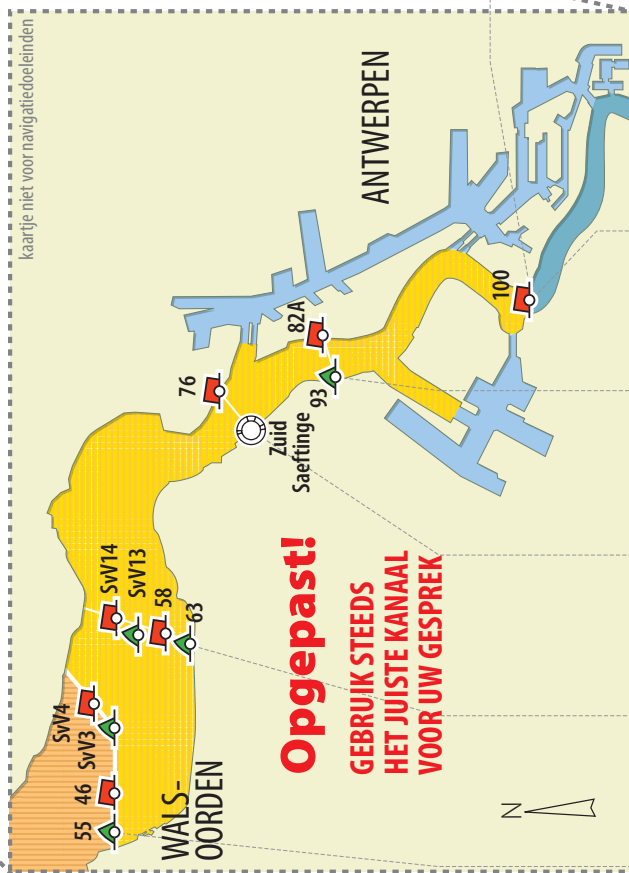 kaartje niet voor navigatiedoeleinden
ANTWERPEN
100
82A
93
76
Zuid
Saeftinge
SvV14
SvV13
58
63
SvV4
SvV3
46
55
WALS-
OORDEN
Opgepast!
GEBRUIK STEEDS
HET JUISTE KANAAL
VOOR UW GESPREK
N